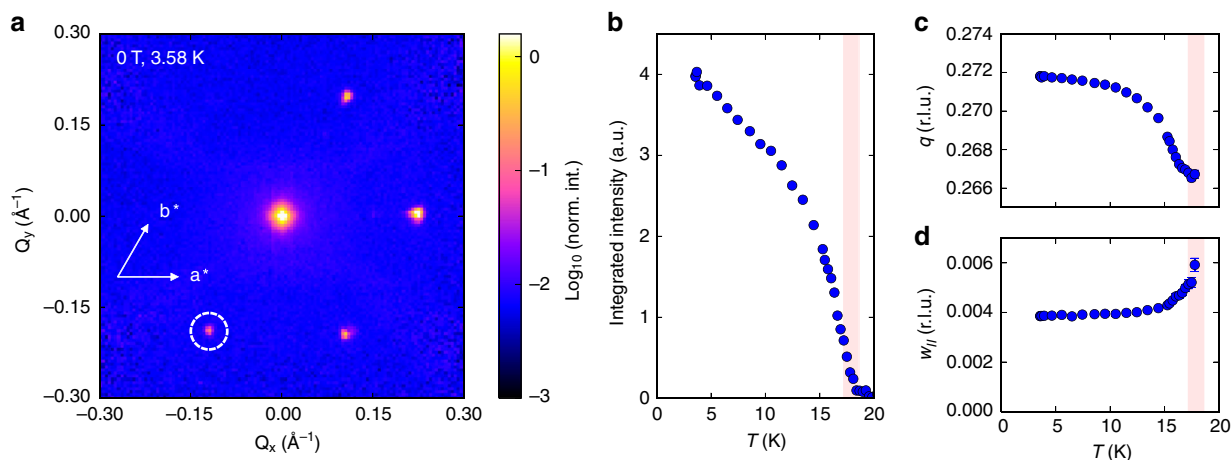 a
0.30
0.15
0.00
−0.15
−0.30
−0.30
−0.15
0.00
0.15
0.30
Q_y (Å⁻¹)
Q_x (Å⁻¹)
0 T, 3.58 K
b*
a*
0
−1
−2
−3
Log₁₀ (norm. int.)
b
4
3
2
1
0
0
5
10
15
20
Integrated intensity (a.u.)
T (K)
c
0.274
0.272
0.270
0.268
0.266
q (r.l.u.)
d
0.006
0.004
0.002
0.000
w_// (r.l.u.)
0
5
10
15
20
T (K)